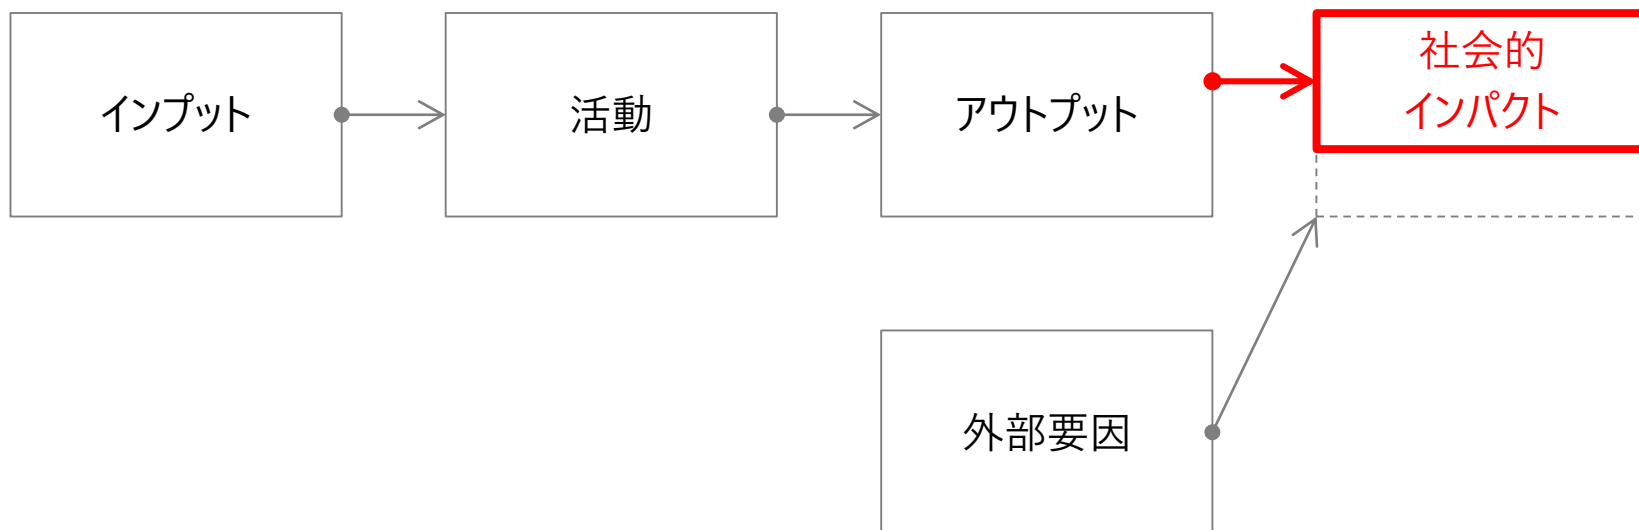 インプット
活動
アウトプット
社会的
インパクト
外部要因